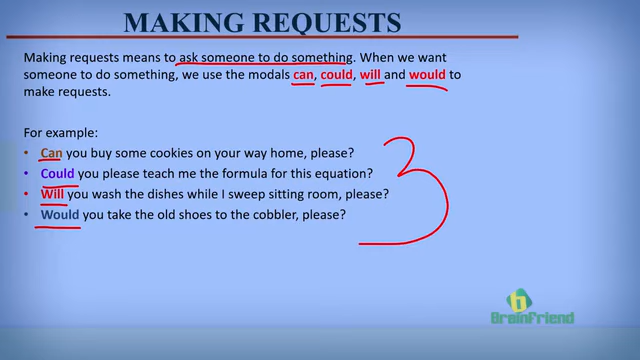 MAKING REQUESTS
Making requests means to ask someone to do something. When we want
someone to do something, we use the modals can, could, will and would to
make requests.
For example:
• Can you buy some cookies on your way home, please?
• Could you please teach me the formula for this equation?
• Will you wash the dishes while I sweep sitting room, please?
• Would you take the old shoes to the cobbler, please?
b
Brainfriend